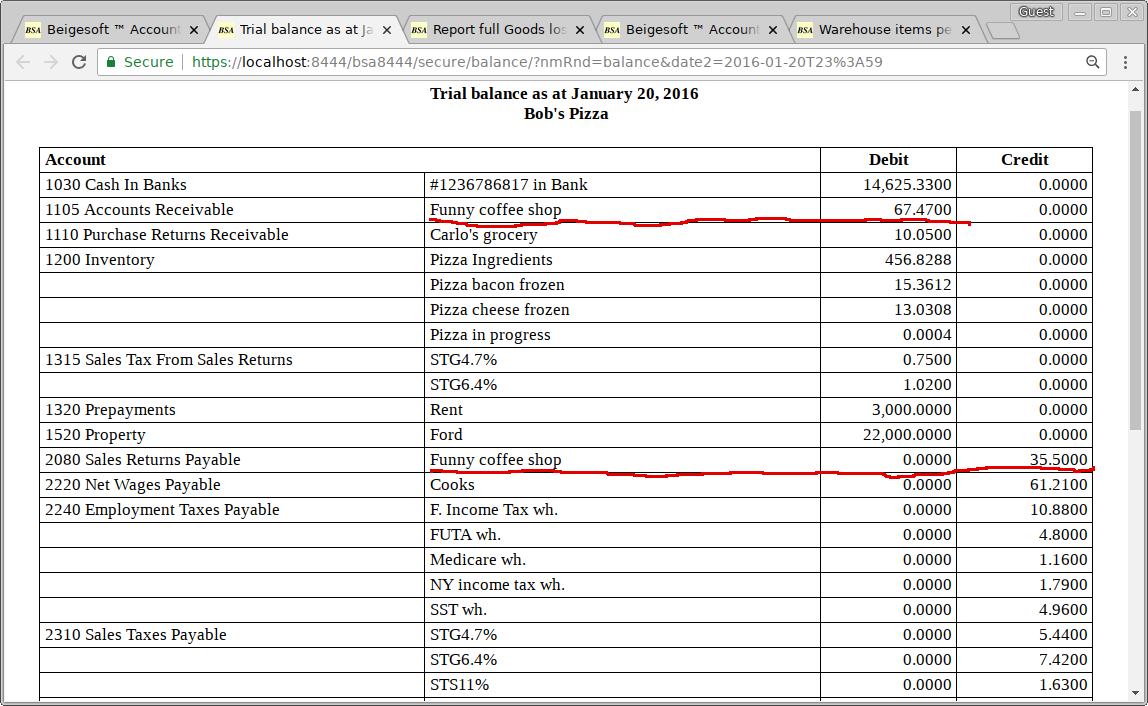 Guest
BSA Beigesoft ™ Account
BSA Trial balance as at Ja
BSA Report full Goods los
BSA Beigesoft ™ Account
BSA Warehouse items pe
Secure https://localhost:8444/bsa8444/secure/balance/?nmRnd=balance&date2=2016-01-20T23%3A59
Trial balance as at January 20, 2016
Bob's Pizza
Account Debit Credit
1030 Cash In Banks #1236786817 in Bank 14,625.3300 0.0000
1105 Accounts Receivable Funny coffee shop 67.4700 0.0000
1110 Purchase Returns Receivable Carlo's grocery 10.0500 0.0000
1200 Inventory Pizza Ingredients 456.8288 0.0000
Pizza bacon frozen 15.3612 0.0000
Pizza cheese frozen 13.0308 0.0000
Pizza in progress 0.0004 0.0000
1315 Sales Tax From Sales Returns STG4.7% 0.7500 0.0000
STG6.4% 1.0200 0.0000
1320 Prepayments Rent 3,000.0000 0.0000
1520 Property Ford 22,000.0000 0.0000
2080 Sales Returns Payable Funny coffee shop 0.0000 35.5000
2220 Net Wages Payable Cooks 0.0000 61.2100
2240 Employment Taxes Payable F. Income Tax wh. 0.0000 10.8800
FUTA wh. 0.0000 4.8000
Medicare wh. 0.0000 1.1600
NY income tax wh. 0.0000 1.7900
SST wh. 0.0000 4.9600
2310 Sales Taxes Payable STG4.7% 0.0000 5.4400
STG6.4% 0.0000 7.4200
STS11% 0.0000 1.6300